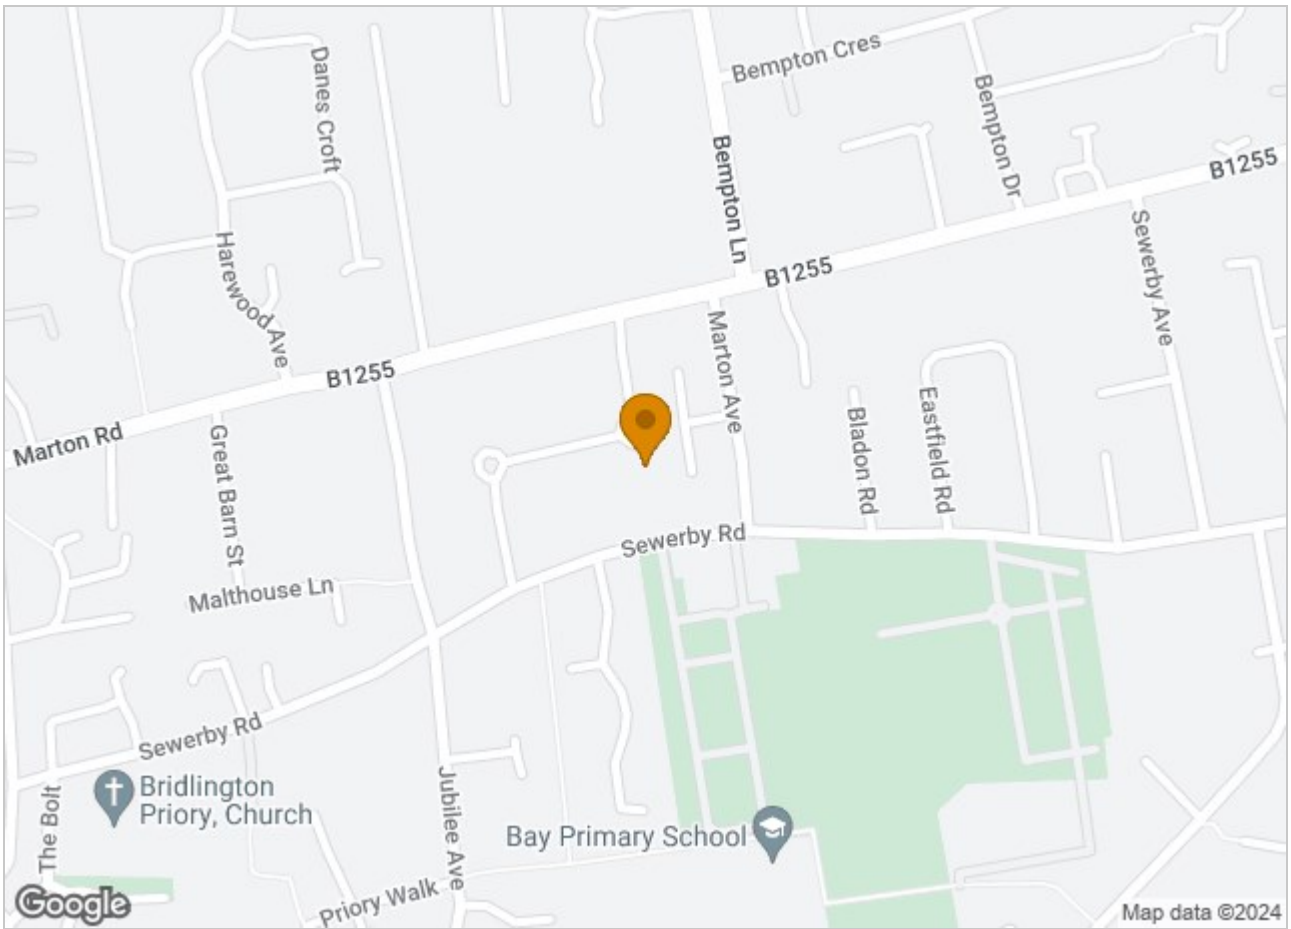 Bempton Cres
Danes Croft
Bempton Dr
Bempton Ln
B1255
Sewerby Ave
Harewood Ave
B1255
Marton Ave
B1255
Eastfield Rd
Bladon Rd
Marton Rd
Great Barn St
Sewerby Rd
Malthouse Ln
Sewerby Rd
Bridlington
Priory, Church
The Bolt
Jubilee Ave
Bay Primary School
Priory Walk
Google
Map data ©2024